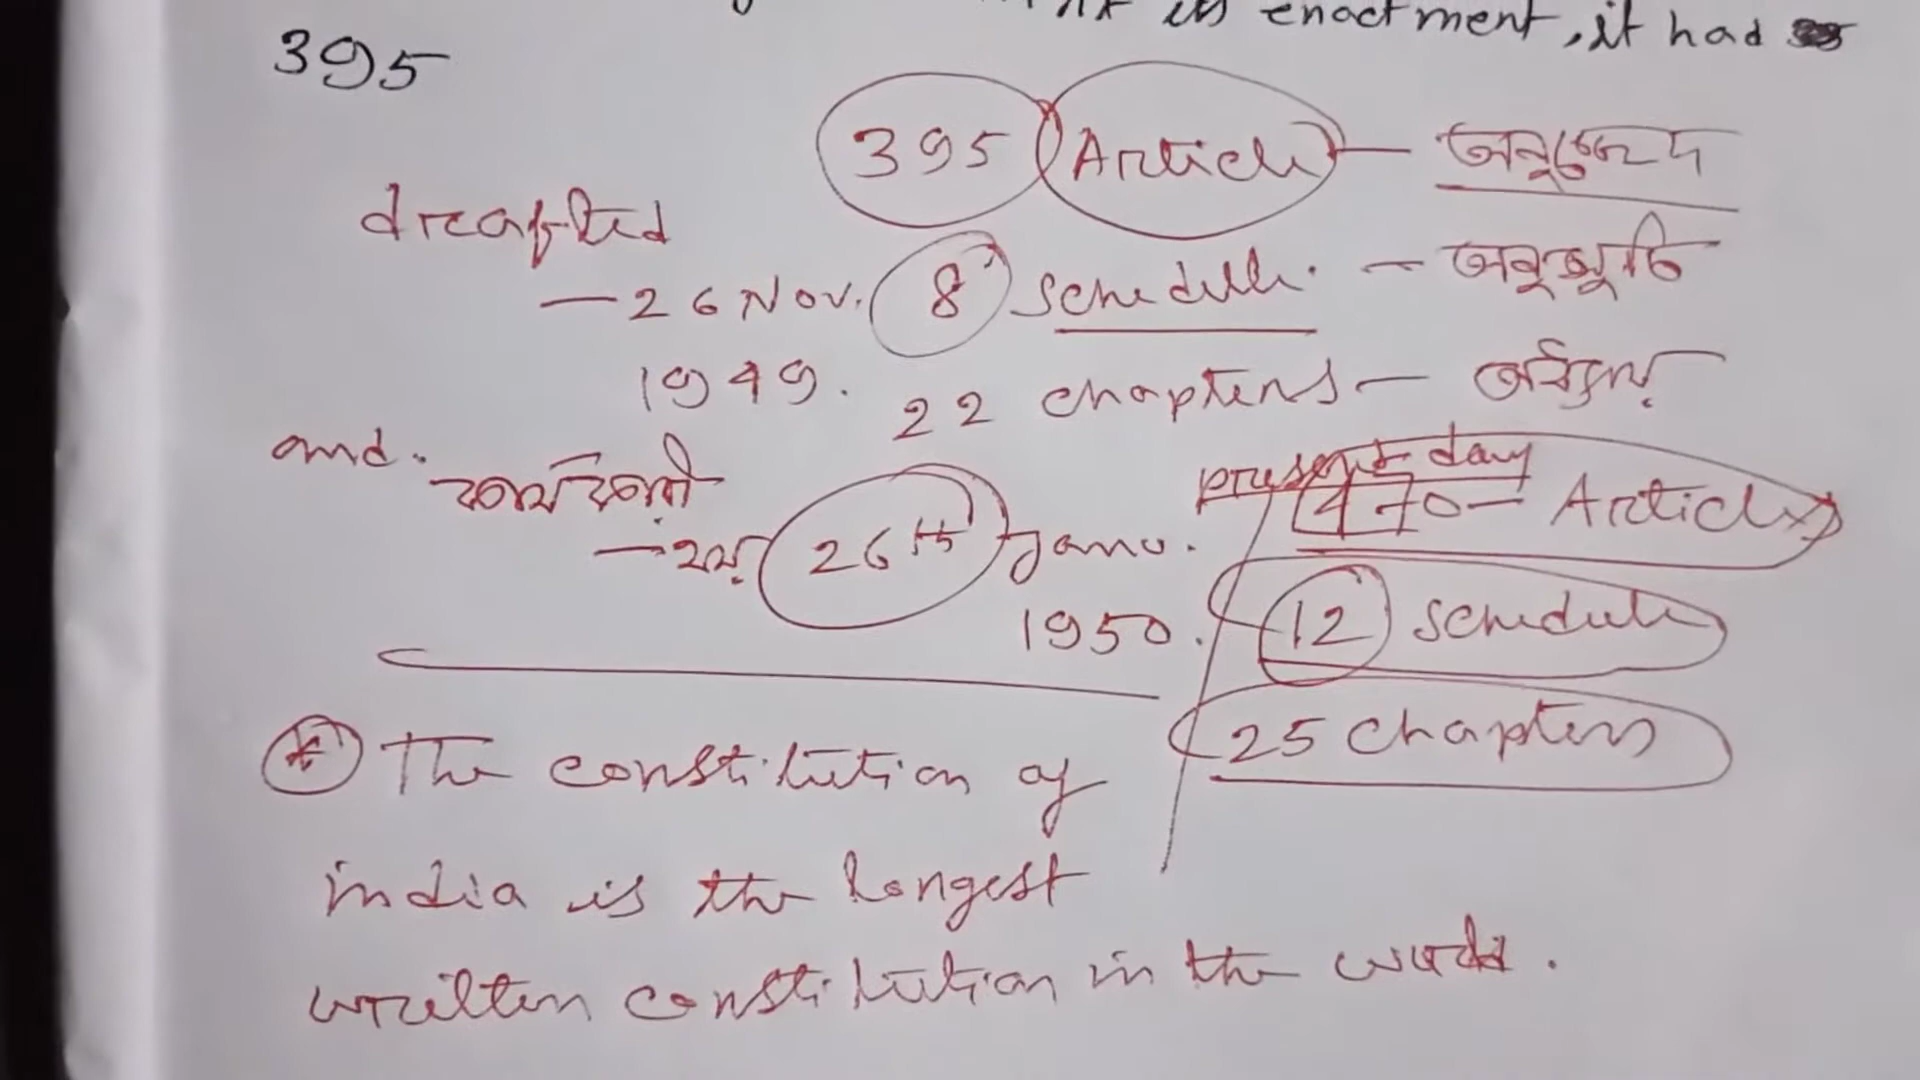 its enactment, it had
395
395 Article — অনুচ্ছেদ
drafted
— 26 Nov. 8 schedule. — অনুসূচি
1949. 22 chapters — অধ্যায়
and. কার্যকরী present day
470 — Articles
— হয় 26th Janu.
1950. 12 schedule
25 chapters
* The constitution of
india is the longest
written constitution in the world.